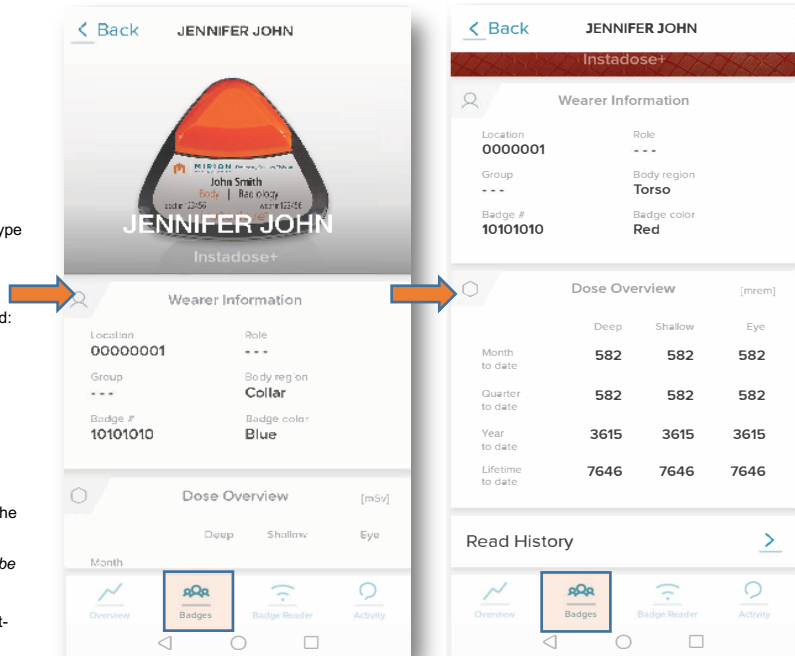 ype
d:
he
be
t-
Back JENNIFER JOHN
MIRION
John Smith
Body | Radiology
JENNIFER JOHN
Instadose+
Wearer Information
Location Role
00000001 ---
Group Body region
--- Collar
Badge # Badge color
10101010 Blue
Dose Overview [mSv]
Deep Shallow Eye
Month
Overview Badges Badge Reader Activity
Back JENNIFER JOHN
Instadose+
Wearer Information
Location Role
0000001 ---
Group Body region
--- Torso
Badge # Badge color
10101010 Red
Dose Overview [mrem]
Deep Shallow Eye
Month
to date 582 582 582
Quarter
to date 582 582 582
Year
to date 3615 3615 3615
Lifetime
to date 7646 7646 7646
Read History >
Overview Badges Badge Reader Activity